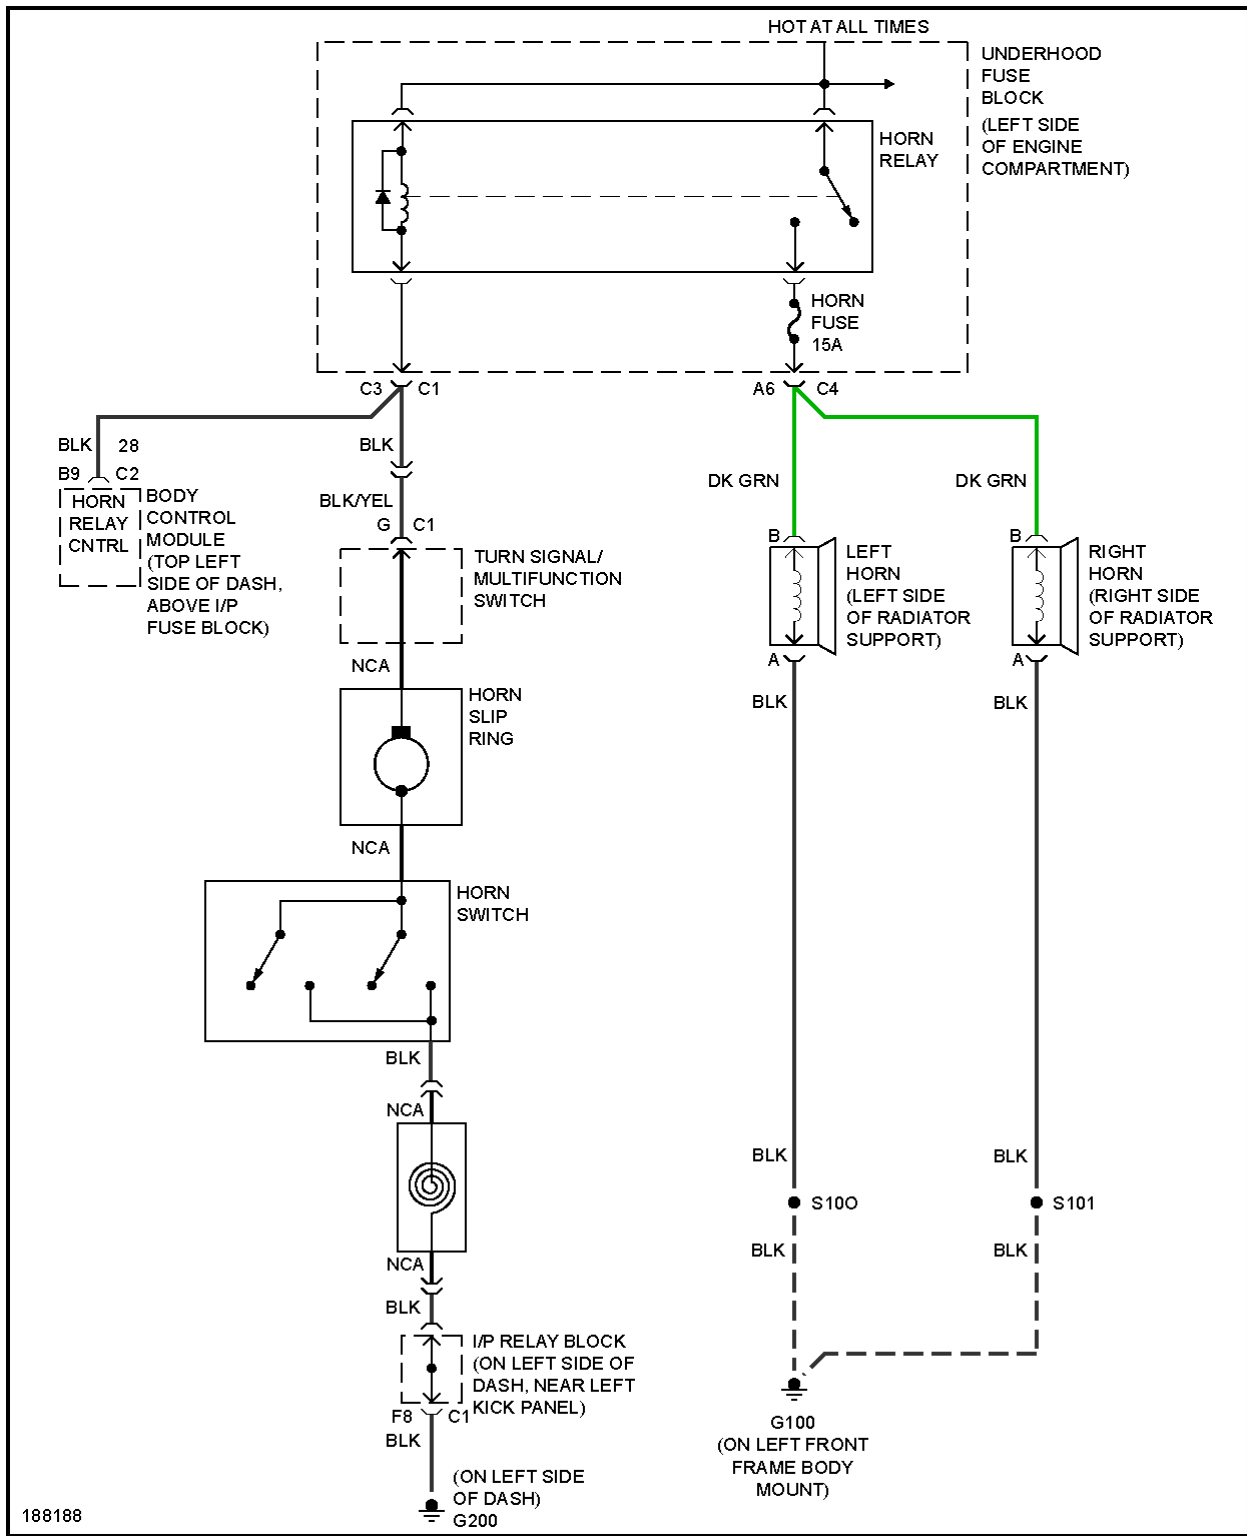 HOT AT ALL TIMES
UNDERHOOD
FUSE
BLOCK
(LEFT SIDE
OF ENGINE
COMPARTMENT)
HORN
RELAY
HORN
FUSE
15A
C3 C1
A6 C4
BLK 28
B9 C2
HORN
RELAY
CNTRL
BODY
CONTROL
MODULE
(TOP LEFT
SIDE OF DASH,
ABOVE I/P
FUSE BLOCK)
BLK
BLK/YEL
G C1
TURN SIGNAL/
MULTIFUNCTION
SWITCH
NCA
HORN
SLIP
RING
NCA
HORN
SWITCH
BLK
NCA
NCA
BLK
I/P RELAY BLOCK
(ON LEFT SIDE OF
DASH, NEAR LEFT
KICK PANEL)
F8 C1
BLK
(ON LEFT SIDE
OF DASH)
G200
DK GRN
B
LEFT
HORN
(LEFT SIDE
OF RADIATOR
SUPPORT)
A
BLK
BLK
S100
BLK
DK GRN
B
RIGHT
HORN
(RIGHT SIDE
OF RADIATOR
SUPPORT)
A
BLK
BLK
S101
BLK
G100
(ON LEFT FRONT
FRAME BODY
MOUNT)
188188